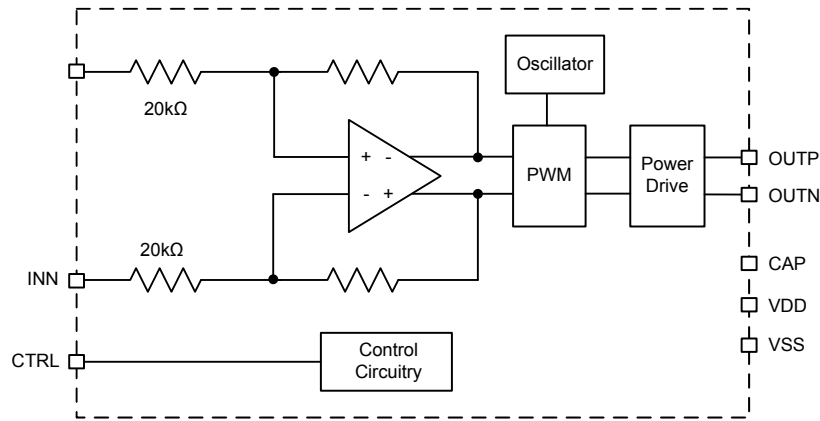 Oscillator
20kΩ
+ -
- +
PWM
Power
Drive
OUTP
OUTN
20kΩ
INN
CAP
VDD
VSS
CTRL
Control
Circuitry